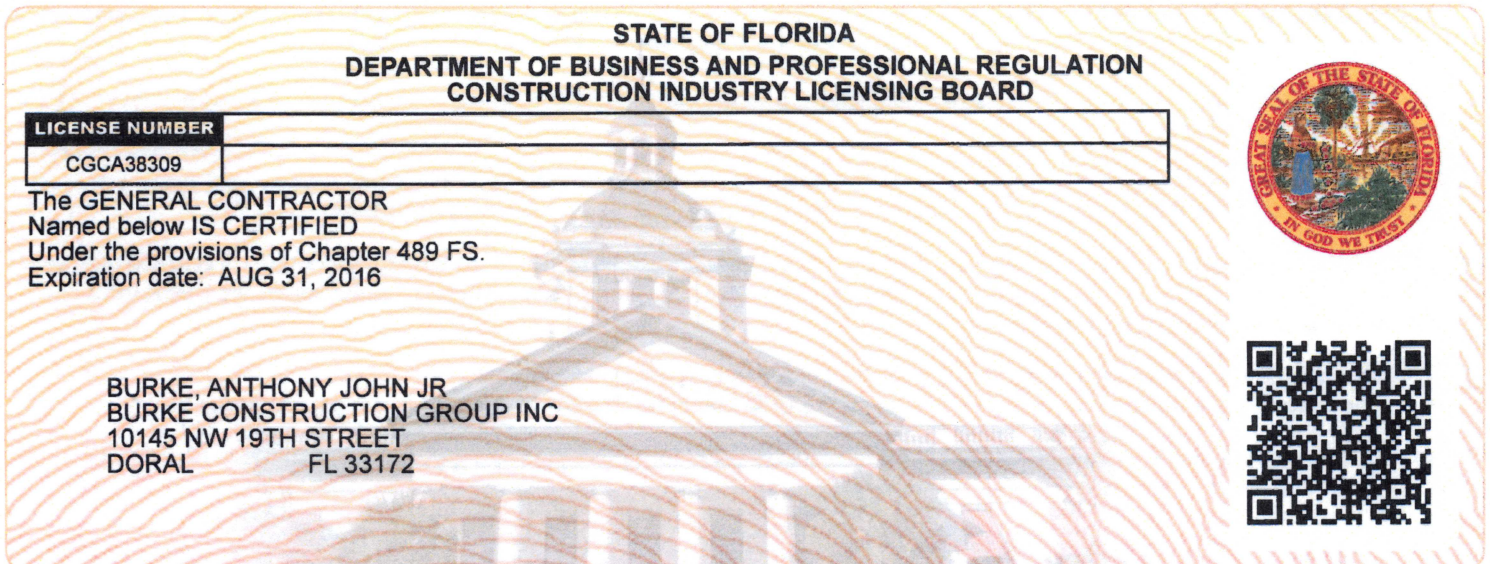 STATE OF FLORIDA
DEPARTMENT OF BUSINESS AND PROFESSIONAL REGULATION
CONSTRUCTION INDUSTRY LICENSING BOARD
LICENSE NUMBER
CGCA38309
The GENERAL CONTRACTOR
Named below IS CERTIFIED
Under the provisions of Chapter 489 FS.
Expiration date: AUG 31, 2016
BURKE, ANTHONY JOHN JR
BURKE CONSTRUCTION GROUP INC
10145 NW 19TH STREET
DORAL FL 33172
GREAT SEAL OF THE STATE OF FLORIDA
IN GOD WE TRUST